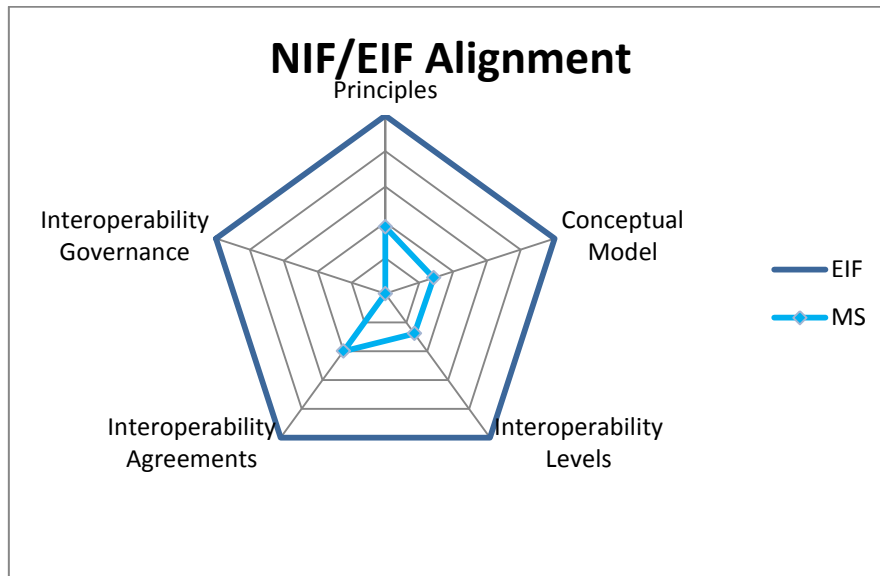 NIF/EIF Alignment
Principles
Interoperability
Governance
Conceptual
Model
EIF
MS
Interoperability
Agreements
Interoperability
Levels